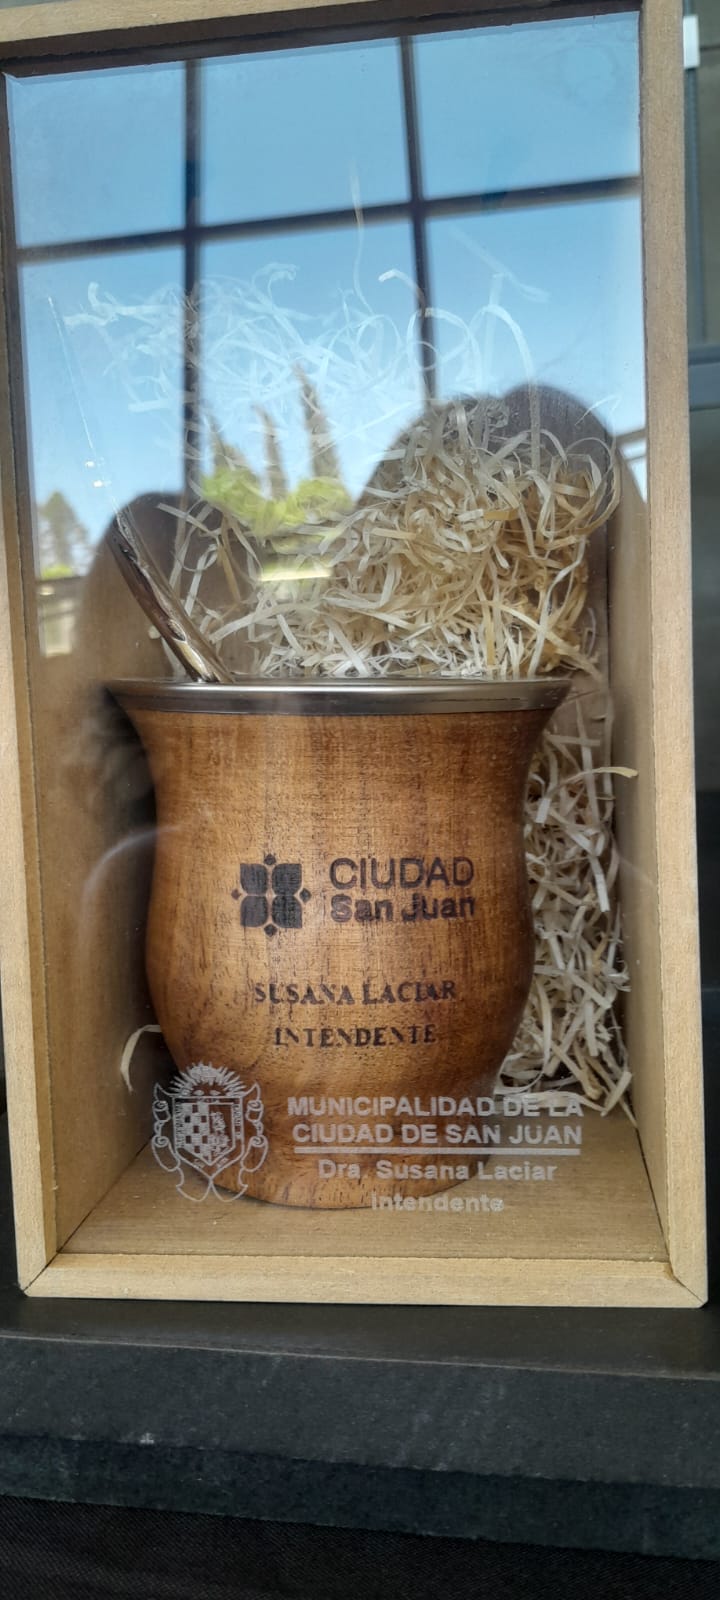 CIUDAD
San Juan
SUSANA LACIAR
INTENDENTE
MUNICIPALIDAD DE LA
CIUDAD DE SAN JUAN
Dra. Susana Laciar
Intendente